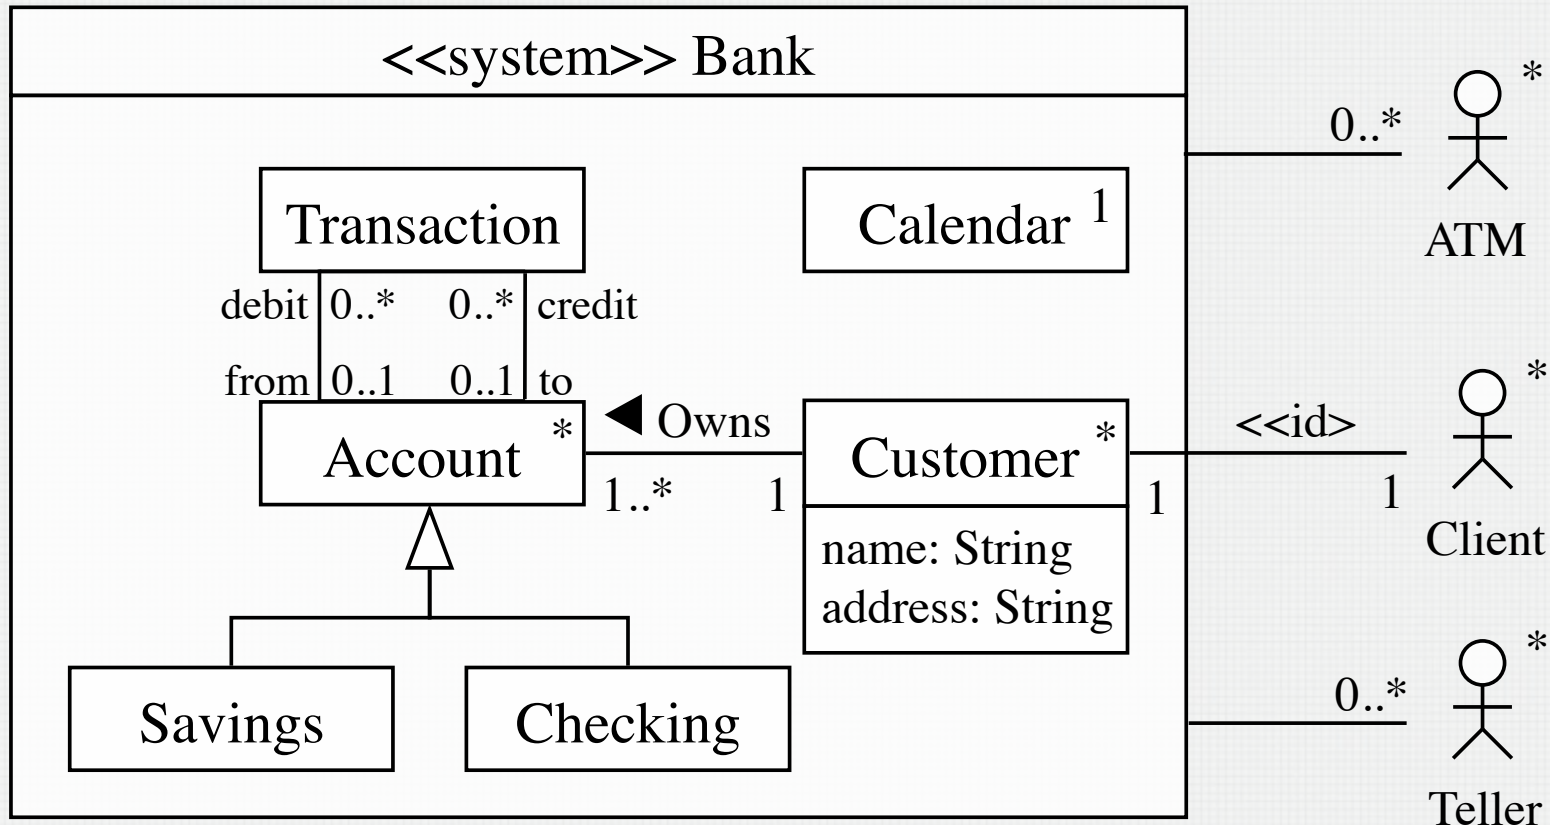 <<system>> Bank
Transaction
Calendar 1
debit 0..* 0..* credit
from 0..1 0..1 to
Account *
Owns
1..* 1
Customer *
name: String
address: String
1
Savings
Checking
0..*
*
ATM
<<id>
1
*
Client
0..*
*
Teller